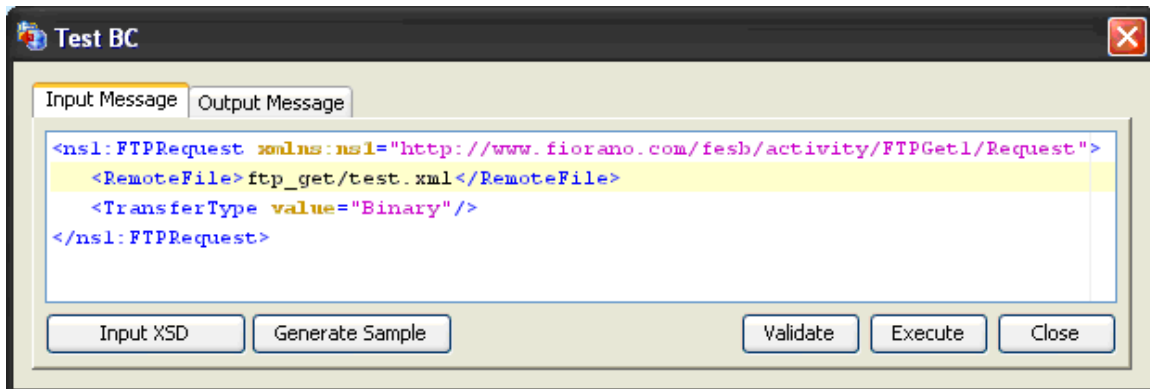 Test BC
Input Message Output Message
<ns1:FTPRequest xmlns:ns1="http://www.fiorano.com/fesb/activity/FTPGet1/Request">
<RemoteFile>ftp_get/test.xml</RemoteFile>
<TransferType value="Binary"/>
</ns1:FTPRequest>
Input XSD Generate Sample Validate Execute Close